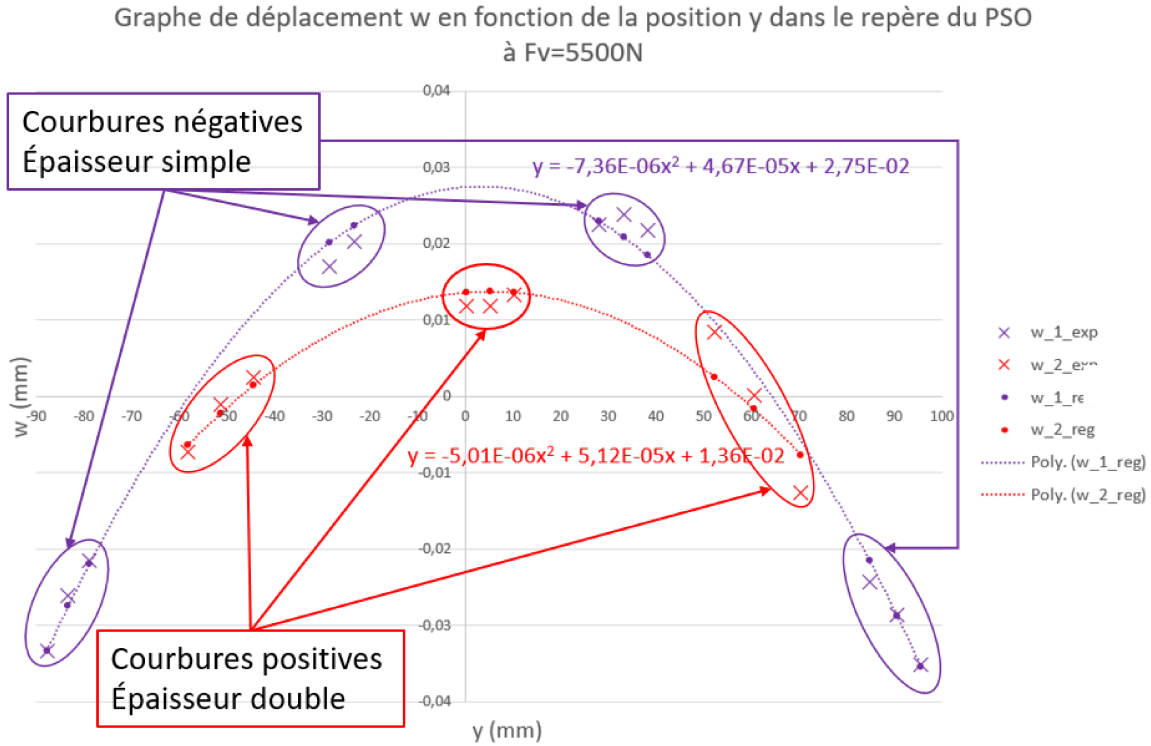 Graphe de déplacement w en fonction de la position y dans le repère du PSO
à Fv=5500N
Courbures négatives
Épaisseur simple
y = -7,36E-06x² + 4,67E-05x + 2,75E-02
0,04
0,03
0,02
0,01
0
-0,01
-0,02
-0,03
-0,04
w (mm)
-90 -80 -70 -60 -50 -40 -30 -20 -10 0 10 20 30 40 50 60 70 80 90 100
y = -5,01E-06x² + 5,12E-05x + 1,36E-02
Courbures positives
Épaisseur double
y (mm)
w_1_exp
w_2_reg
Poly. (w_1_reg)
Poly. (w_2_reg)